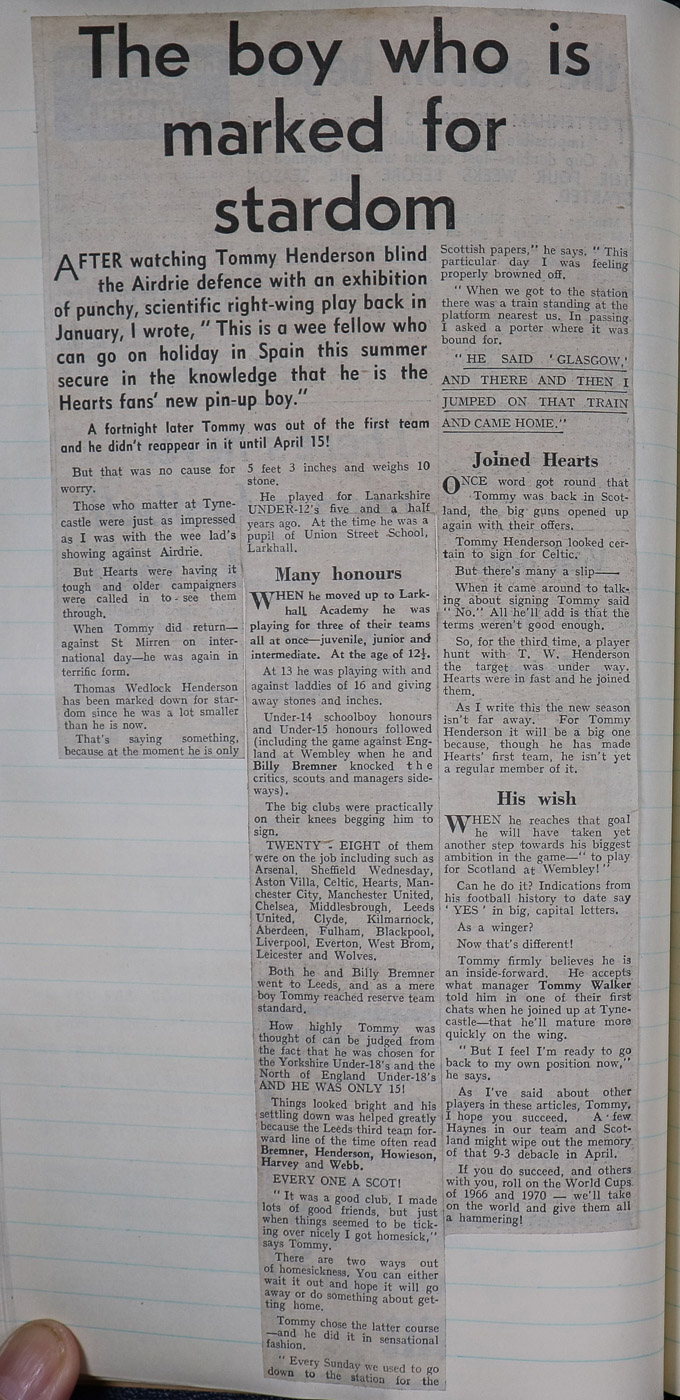 The boy who is
marked for
stardom
AFTER watching Tommy Henderson blind
the Airdrie defence with an exhibition
of punchy, scientific right-wing play back in
January, I wrote, " This is a wee fellow who
can go on holiday in Spain this summer
secure in the knowledge that he is the
Hearts fans' new pin-up boy."
A fortnight later Tommy was out of the first team
and he didn't reappear in it until April 15!
But that was no cause for
worry.
Those who matter at Tyne-
castle were just as impressed
as I was with the wee lad's
showing against Airdrie.
But Hearts were having it
tough and older campaigners
were called in to see them
through.
When Tommy did return—
against St Mirren on inter-
national day—he was again in
terrific form.
Thomas Wedlock Henderson
has been marked down for star-
dom since he was a lot smaller
than he is now.
That's saying something,
because at the moment he is only
5 feet 3 inches and weighs 10
stone.
He played for Lanarkshire
UNDER-12's five and a half
years ago. At the time he was a
pupil of Union Street School,
Larkhall.
Many honours
WHEN he moved up to Lark-
hall Academy he was
playing for three of their teams
all at once—juvenile, junior and
intermediate. At the age of 12½.
At 13 he was playing with and
against laddies of 16 and giving
away stones and inches.
Under-14 schoolboy honours
and Under-15 honours followed
(including the game against Eng-
land at Wembley when he and
Billy Bremner knocked the
critics, scouts and managers side-
ways).
The big clubs were practically
on their knees begging him to
sign.
TWENTY - EIGHT of them
were on the job including such as
Arsenal, Sheffield Wednesday,
Aston Villa, Celtic, Hearts, Man-
chester City, Manchester United,
Chelsea, Middlesbrough, Leeds
United, Clyde, Kilmarnock,
Aberdeen, Fulham, Blackpool,
Liverpool, Everton, West Brom,
Leicester and Wolves.
Both he and Billy Bremner
went to Leeds, and as a mere
boy Tommy reached reserve team
standard.
How highly Tommy was
thought of can be judged from
the fact that he was chosen for
the Yorkshire Under-18's and the
North of England Under-18's
AND HE WAS ONLY 15!
Things looked bright and his
settling down was helped greatly
because the Leeds third team for-
ward line of the time often read
Bremner, Henderson, Howieson,
Harvey and Webb.
EVERY ONE A SCOT!
" It was a good club, I made
lots of good friends, but just
when things seemed to be tick-
ing over nicely I got homesick,"
says Tommy.
There are two ways out
of homesickness. You can either
wait it out and hope it will go
away or do something about get-
ting home.
Tommy chose the latter course
—and he did it in sensational
fashion.
" Every Sunday we used to go
down to the station for the
Scottish papers," he says. " This
particular day I was feeling
properly browned off.
" When we got to the station
there was a train standing at the
platform nearest us. In passing
I asked a porter where it was
bound for.
" HE SAID ' GLASGOW,'
AND THERE AND THEN I
JUMPED ON THAT TRAIN
AND CAME HOME."
Joined Hearts
ONCE word got round that
Tommy was back in Scot-
land, the big guns opened up
again with their offers.
Tommy Henderson looked cer-
tain to sign for Celtic.
But there's many a slip——
When it came around to talk-
ing about signing Tommy said
" No." All he'll add is that the
terms weren't good enough.
So, for the third time, a player
hunt with T. W. Henderson
the target was under way.
Hearts were in fast and he joined
them.
As I write this the new season
isn't far away. For Tommy
Henderson it will be a big one
because, though he has made
Hearts' first team, he isn't yet
a regular member of it.
His wish
WHEN he reaches that goal
he will have taken yet
another step towards his biggest
ambition in the game—" to play
for Scotland at Wembley! "
Can he do it? Indications from
his football history to date say
' YES ' in big, capital letters.
As a winger?
Now that's different!
Tommy firmly believes he is
an inside-forward. He accepts
what manager Tommy Walker
told him in one of their first
chats when he joined up at Tyne-
castle—that he'll mature more
quickly on the wing.
" But I feel I'm ready to go
back to my own position now,"
he says.
As I've said about other
players in these articles, Tommy,
I hope you succeed. A few
Haynes in our team and Scot-
land might wipe out the memory
of that 9-3 debacle in April.
If you do succeed, and others
with you, roll on the World Cups
of 1966 and 1970 — we'll take
on the world and give them all
a hammering!